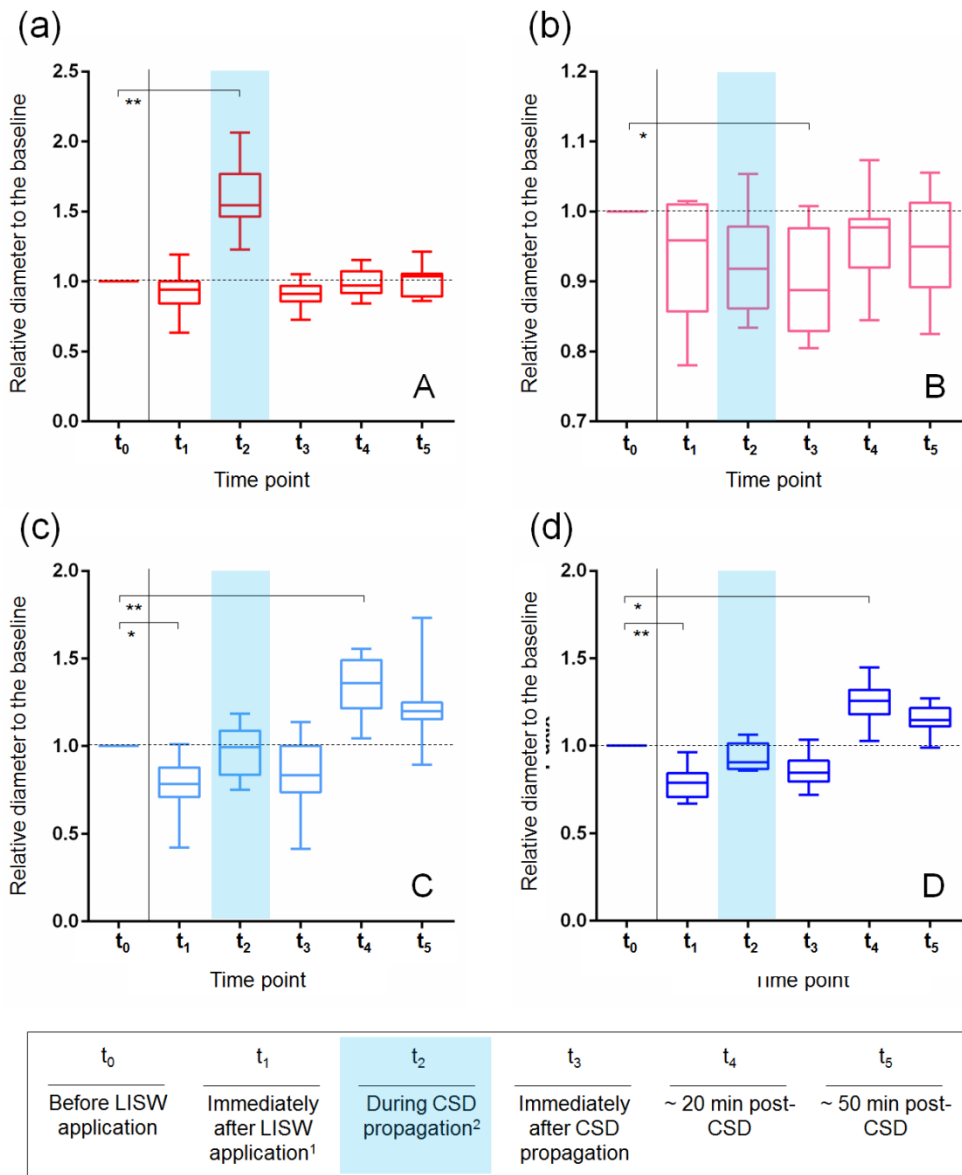 (a)
2.5
2.0
1.5
1.0
0.5
0.0
Relative diameter to the baseline
**
A
t0 t1 t2 t3 t4 t5
Time point
(b)
1.2
1.1
1.0
0.9
0.8
0.7
Relative diameter to the baseline
*
B
t0 t1 t2 t3 t4 t5
Time point
(c)
2.0
1.5
1.0
0.5
0.0
Relative diameter to the baseline
**
*
C
t0 t1 t2 t3 t4 t5
Time point
(d)
2.0
1.5
1.0
0.5
0.0
Relative diameter to the baseline
*
**
D
t0 t1 t2 t3 t4 t5
Time point
t0
Before LISW
application
t1
Immediately
after LISW
application1
t2
During CSD
propagation2
t3
Immediately
after CSD
propagation
t4
~ 20 min post-
CSD
t5
~ 50 min post-
CSD